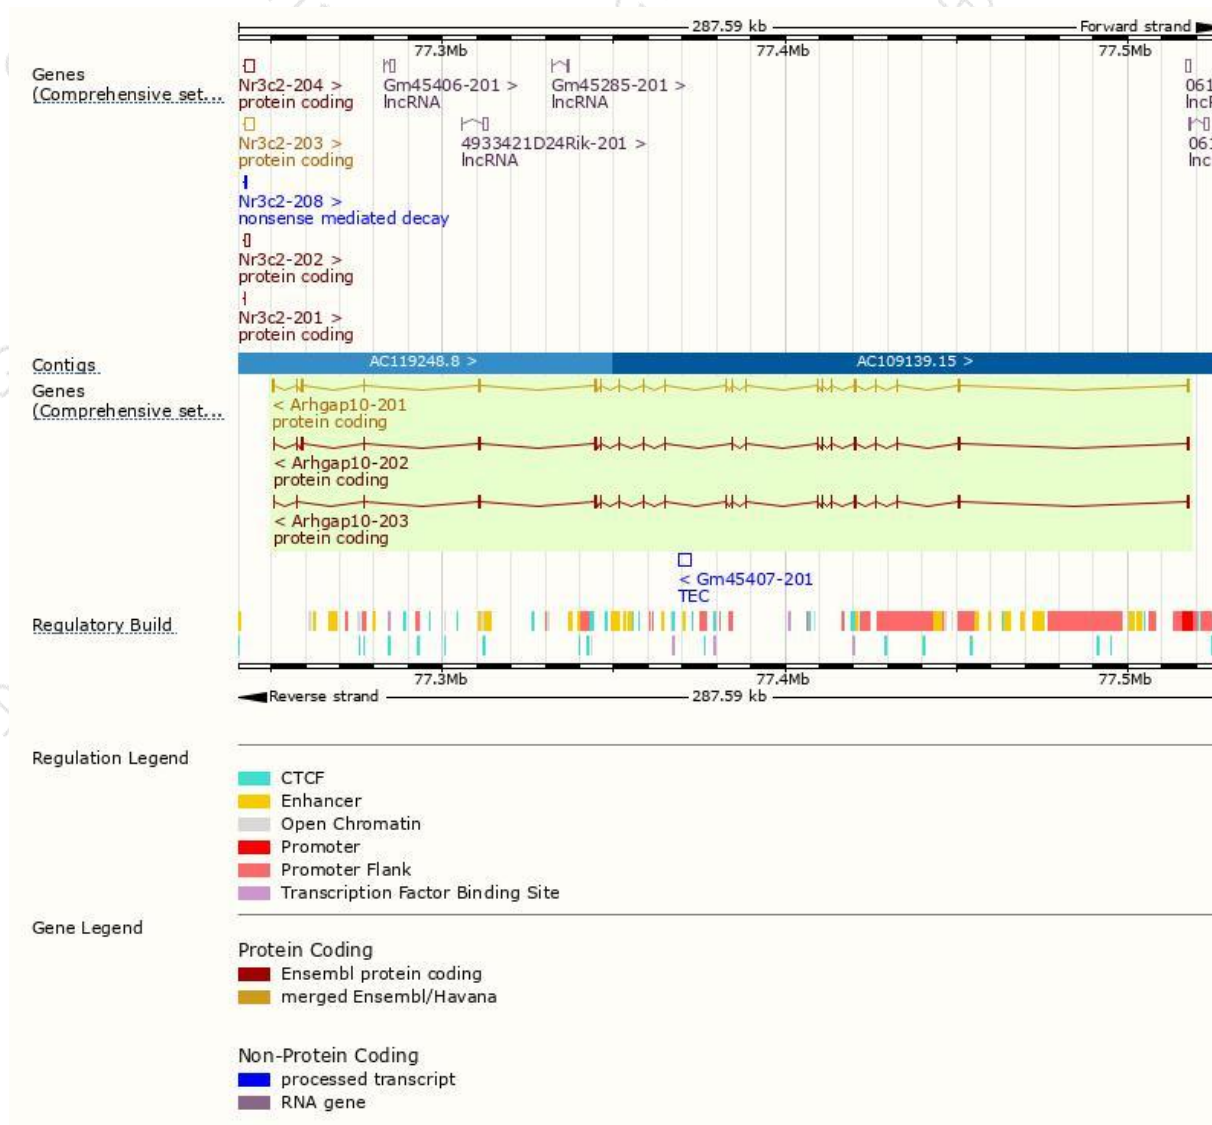 287.59 kb Forward strand
77.3Mb 77.4Mb 77.5Mb
Genes
(Comprehensive set...
Nr3c2-204 > Gm45406-201 > Gm45285-201 > 061
protein coding lncRNA lncRNA
Nr3c2-203 > 4933421D24Rik-201 > 061
protein coding lncRNA lnc
Nr3c2-208 >
nonsense mediated decay
Nr3c2-202 >
protein coding
Nr3c2-201 >
protein coding
Contigs AC119248.8 > AC109139.15 >
Genes
(Comprehensive set...
< Arhgap10-201
protein coding
< Arhgap10-202
protein coding
< Arhgap10-203
protein coding
< Gm45407-201
TEC
Regulatory Build
77.3Mb 77.4Mb 77.5Mb
Reverse strand 287.59 kb
Regulation Legend
CTCF
Enhancer
Open Chromatin
Promoter
Promoter Flank
Transcription Factor Binding Site
Gene Legend
Protein Coding
Ensembl protein coding
merged Ensembl/Havana
Non-Protein Coding
processed transcript
RNA gene